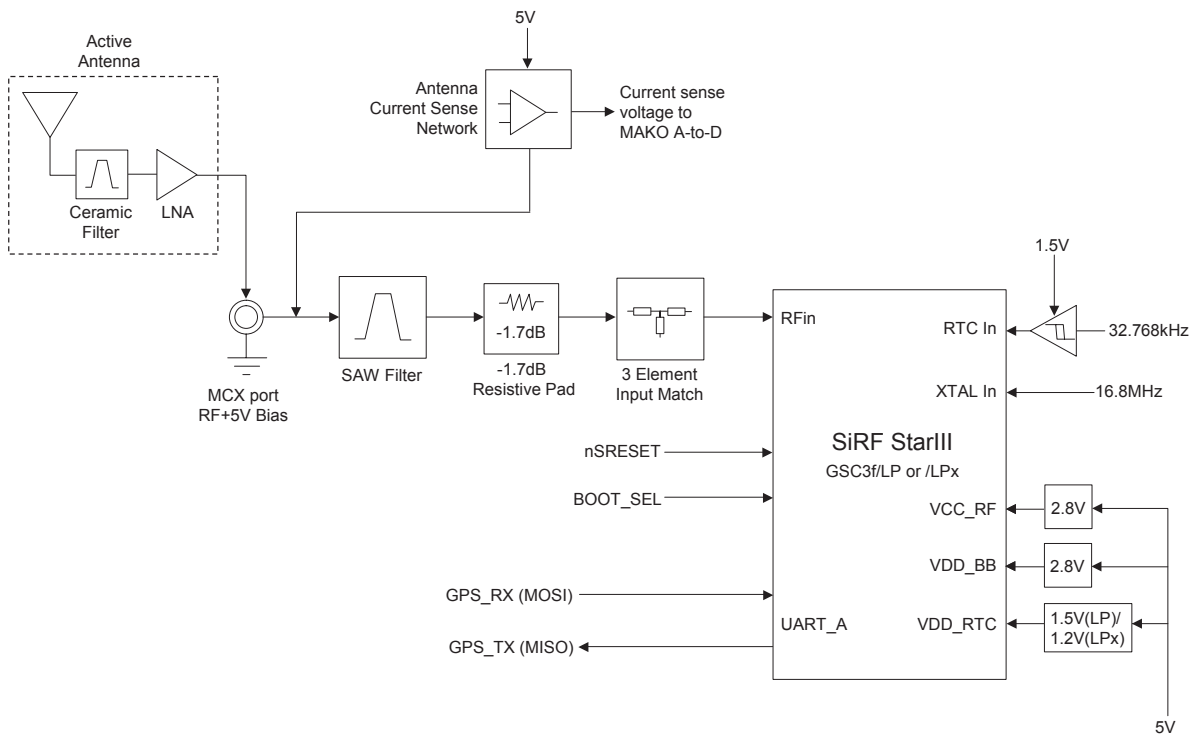 5V
Active
Antenna
Antenna
Current Sense
Network
Current sense
voltage to
MAKO A-to-D
Ceramic
Filter
LNA
1.5V
-1.7dB
RFin
RTC In
32.768kHz
SAW Filter
-1.7dB
Resistive Pad
3 Element
Input Match
MCX port
RF+5V Bias
XTAL In
16.8MHz
SiRF StarIII
GSC3f/LP or /LPx
nSRESET
BOOT_SEL
VCC_RF
2.8V
VDD_BB
2.8V
GPS_RX (MOSI)
UART_A
VDD_RTC
1.5V(LP)/
1.2V(LPx)
GPS_TX (MISO)
5V